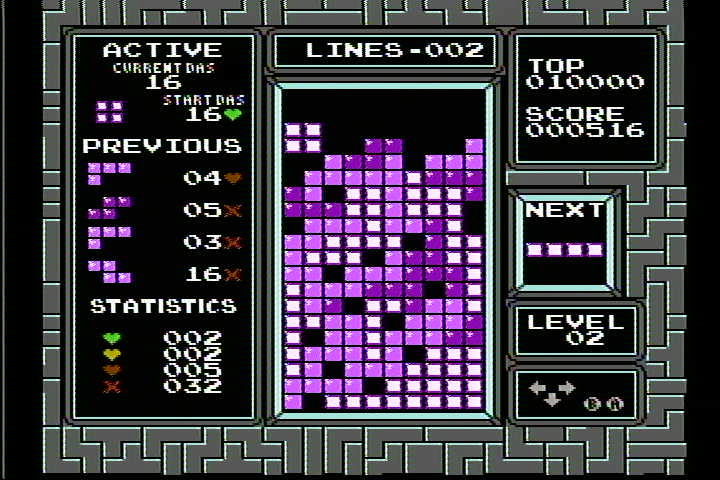 ACTIVE
CURRENT DAS
16
START DAS
16
PREVIOUS
04
05
03
16
STATISTICS
002
002
005
032
LINES-002
TOP
010000
SCORE
000516
NEXT
LEVEL
02
B A